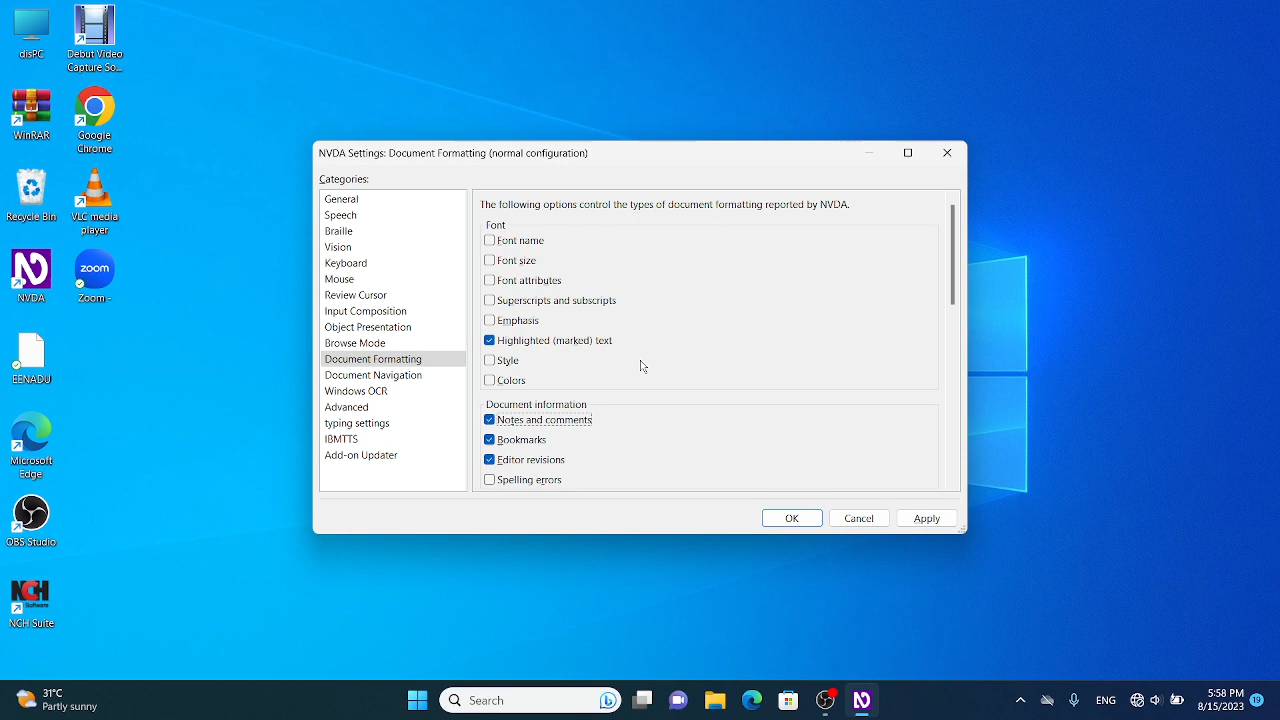 disPC
Debut Video
Capture So...
WinRAR
Google
Chrome
Recycle Bin
VLC media
player
NVDA
zoom
Zoom -
EENADU
Microsoft
Edge
OBS Studio
NCH
Software
NCH Suite
NVDA Settings: Document Formatting (normal configuration)
Categories:
General
Speech
Braille
Vision
Keyboard
Mouse
Review Cursor
Input Composition
Object Presentation
Browse Mode
Document Formatting
Document Navigation
Windows OCR
Advanced
typing settings
IBMTTS
Add-on Updater
The following options control the types of document formatting reported by NVDA.
Font
Font name
Font size
Font attributes
Superscripts and subscripts
Emphasis
Highlighted (marked) text
Style
Colors
Document information
Notes and comments
Bookmarks
Editor revisions
Spelling errors
OK
Cancel
Apply
31°C
Partly sunny
Search
ENG
5:58 PM
8/15/2023
19